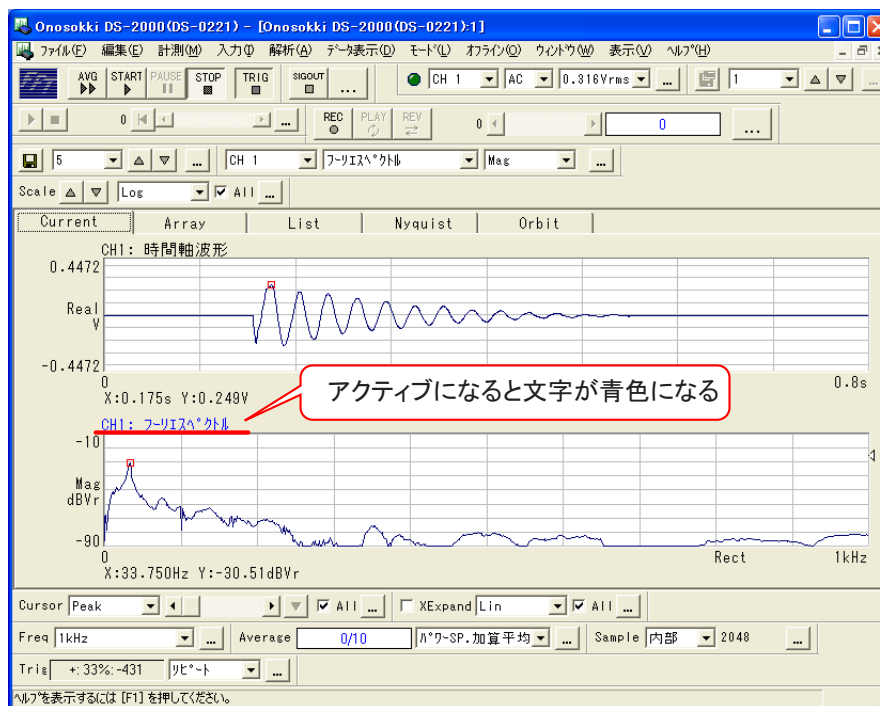 Onosokki DS-2000(DS-0221) - [Onosokki DS-2000(DS-0221):1]
ファイル(F) 編集(E) 計測(M) 入力(I) 解析(A) データ表示(D) モード(L) オフライン(O) ウィンドウ(W) 表示(V) ヘルプ(H)
AVG START PAUSE STOP TRIG SIGOUT ... CH 1 AC 0.316Vrms ... 1 ...
0 ... REC PLAY REV 0 0 ...
5 ... CH 1 フーリエスペクトル Mag ...
Scale Log All ...
Current Array List Nyquist Orbit
CH1: 時間軸波形
0.4472
Real
V
-0.4472
0 0.8s
X:0.175s Y:0.249V
アクティブになると文字が青色になる
CH1: フーリエスペクトル
-10
Mag
dBVr
-90
0 Rect 1kHz
X:33.750Hz Y:-30.51dBVr
Cursor Peak All ... XExpand Lin All ...
Freq 1kHz ... Average 0/10 パワーSP.加算平均 ... Sample 内部 2048 ...
Trig +: 33%:-431 リピート ...
ヘルプを表示するには [F1] を押してください。